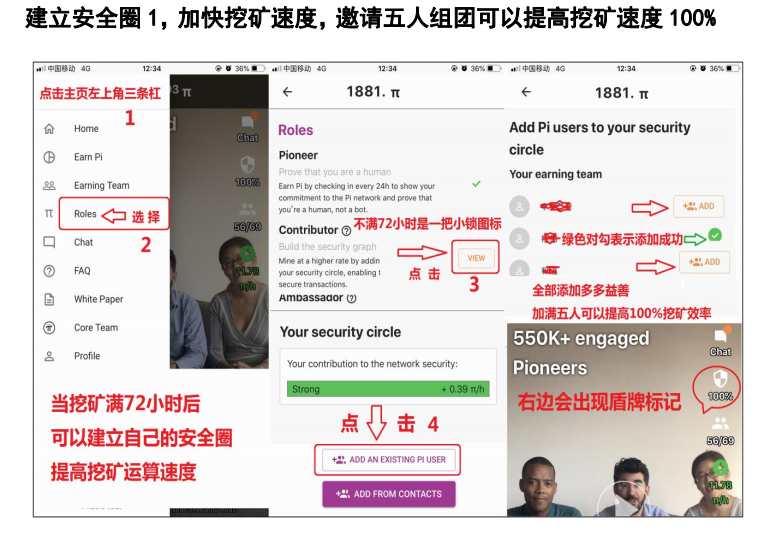 建立安全圈 1，加快挖矿速度，邀请五人组团可以提高挖矿速度 100%
中国移动 4G 12:34 36%
点击主页左上角三条杠
1
Home
Earn Pi
Earning Team
Roles
选 择
2
Chat
FAQ
White Paper
Core Team
Profile
93 π
Chat
100%
56/69
11.78
π/h
当挖矿满72小时后
可以建立自己的安全圈
提高挖矿运算速度
中国移动 4G 12:34 36%
1881. π
Roles
Pioneer
Prove that you are a human
Earn Pi by checking in every 24h to show your
commitment to the Pi network and prove that
you're a human, not a bot.
不满72小时是一把小锁图标
Contributor
Build the security graph
Mine at a higher rate by addin
your security circle, enabling t
secure transactions.
点 击
VIEW
3
Ambassador
Your security circle
Your contribution to the network security:
Strong + 0.39 π/h
点 击 4
ADD AN EXISTING PI USER
ADD FROM CONTACTS
中国移动 4G 12:34 36%
1881. π
Add Pi users to your security
circle
Your earning team
ADD
绿色对勾表示添加成功
ADD
全部添加多多益善
加满五人可以提高100%挖矿效率
550K+ engaged
Pioneers
Chat
右边会出现盾牌标记
100%
56/69
11.78
π/h